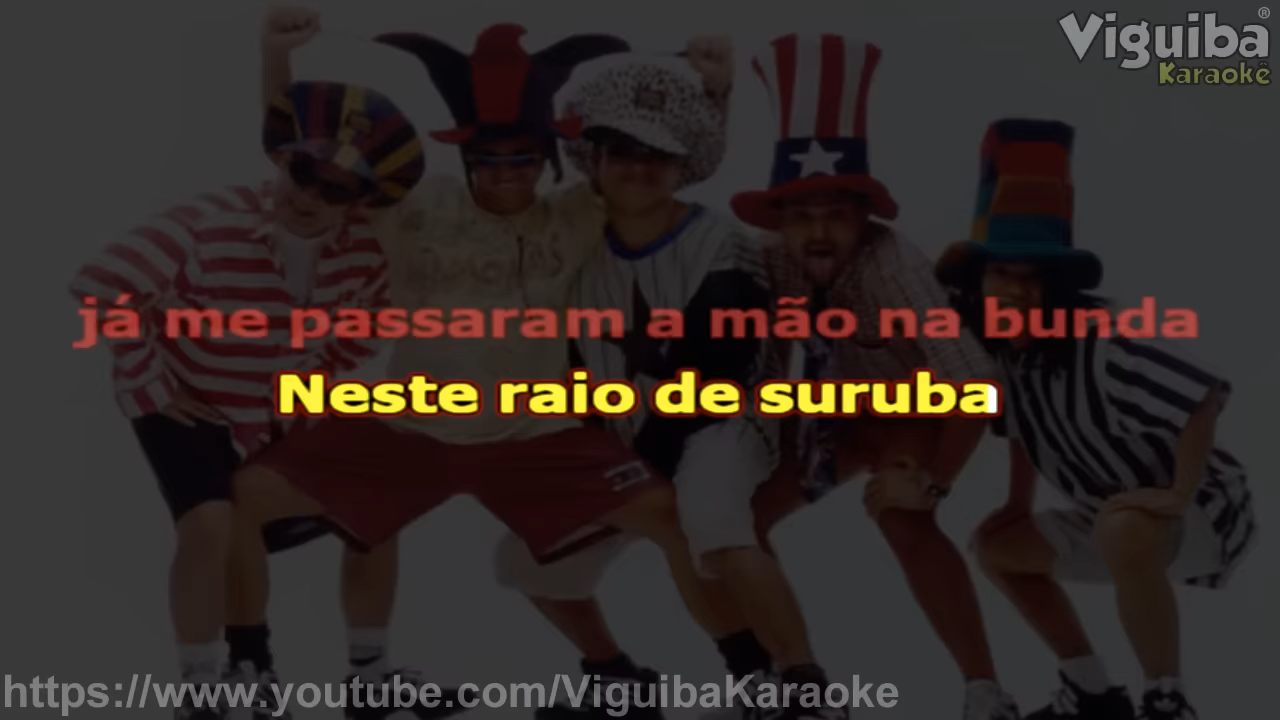 Viguiba®
Karaokê
já me passaram a mão na bunda
Neste raio de suruba
https://www.youtube.com/ViguibaKaraoke